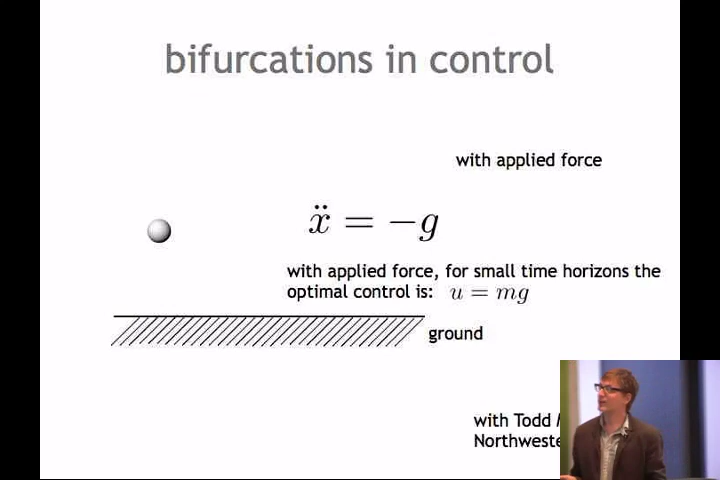 bifurcations in control
with applied force
ẍ = −g
with applied force, for small time horizons the
optimal control is: u = mg
ground
with Todd